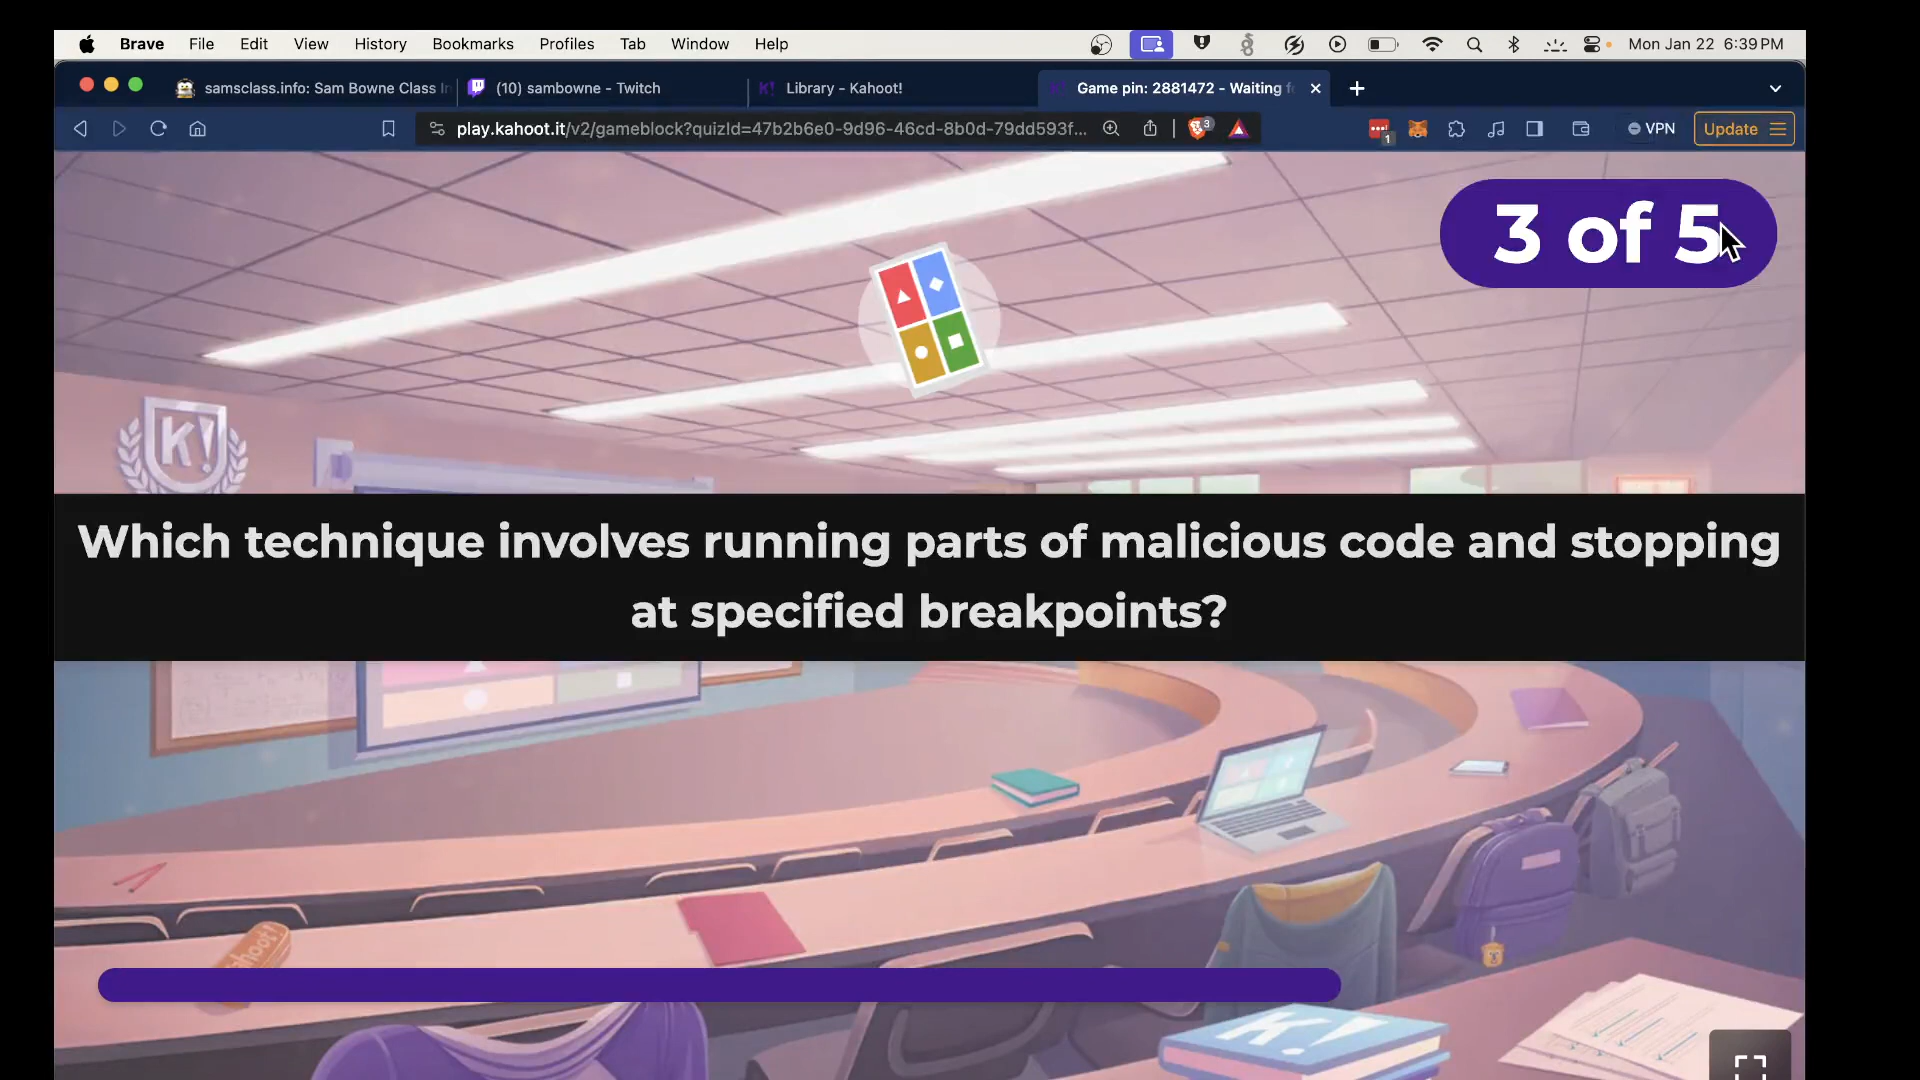 Brave File Edit View History Bookmarks Profiles Tab Window Help Mon Jan 22 6:39 PM
samsclass.info: Sam Bowne Class In (10) sambowne - Twitch Library - Kahoot! Game pin: 2881472 - Waiting f
play.kahoot.it/v2/gameblock?quizId=47b2b6e0-9d96-46cd-8b0d-79dd593f... 3 1 VPN Update
3 of 5
K!
Which technique involves running parts of malicious code and stopping
at specified breakpoints?
K!